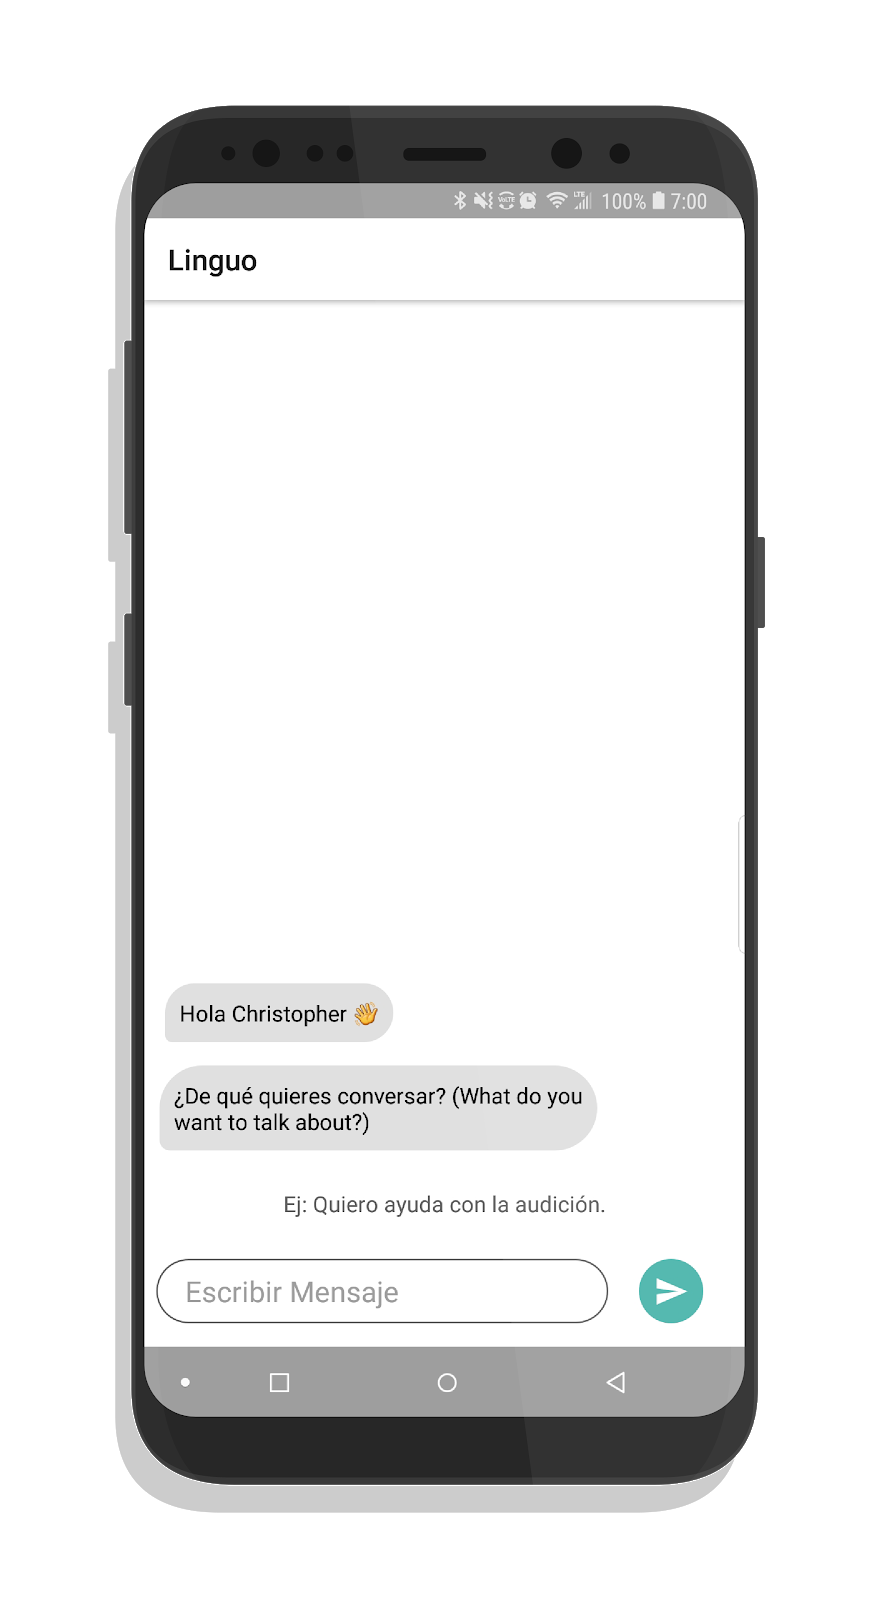 100% 7:00
Linguo
Hola Christopher 👋
¿De qué quieres conversar? (What do you
want to talk about?)
Ej: Quiero ayuda con la audición.
Escribir Mensaje